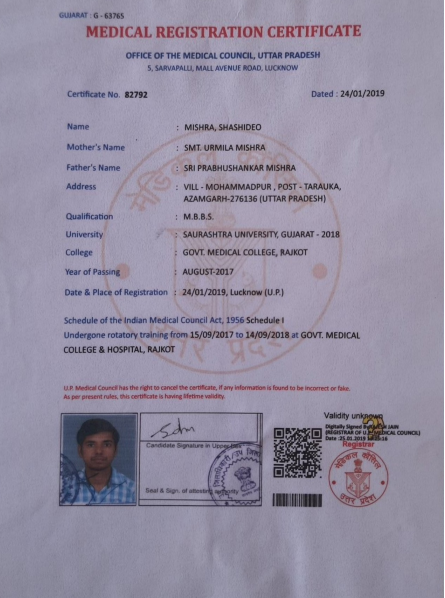 GUJARAT : G - 63765
MEDICAL REGISTRATION CERTIFICATE
OFFICE OF THE MEDICAL COUNCIL, UTTAR PRADESH
5, SARVAPALLI, MALL AVENUE ROAD, LUCKNOW
Certificate No. 82792 Dated : 24/01/2019
Name : MISHRA, SHASHIDEO
Mother's Name : SMT. URMILA MISHRA
Father's Name : SRI PRABHUSHANKAR MISHRA
Address : VILL - MOHAMMADPUR , POST - TARAUKA,
AZAMGARH-276136 (UTTAR PRADESH)
Qualification : M.B.B.S.
University : SAURASHTRA UNIVERSITY, GUJARAT - 2018
College : GOVT. MEDICAL COLLEGE, RAJKOT
Year of Passing : AUGUST-2017
Date & Place of Registration : 24/01/2019, Lucknow (U.P.)
Schedule of the Indian Medical Council Act, 1956 Schedule I
Undergone rotatory training from 15/09/2017 to 14/09/2018 at GOVT. MEDICAL
COLLEGE & HOSPITAL, RAJKOT
U.P. Medical Council has the right to cancel the certificate, if any information is found to be incorrect or fake.
As per present rules, this certificate is having lifetime validity.
Candidate Signature in Upper
Seal & Sign. of attesting authority
Validity unknown
Digitally Signed JAIN
(REGISTRAR OF U.P. MEDICAL COUNCIL)
Date :25.01.2019
Registrar
मेडिकल कौंसिल
उत्तर प्रदेश